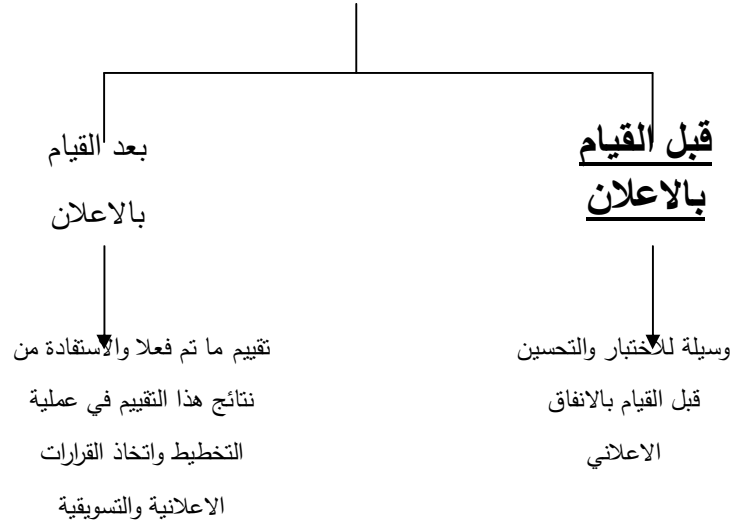 قبل القيام
بالاعلان
وسيلة للاختبار والتحسين
قبل القيام بالانفاق
الاعلاني
بعد القيام
بالاعلان
تقييم ما تم فعلا والاستفادة من
نتائج هذا التقييم في عملية
التخطيط واتخاذ القرارات
الاعلانية والتسويقية